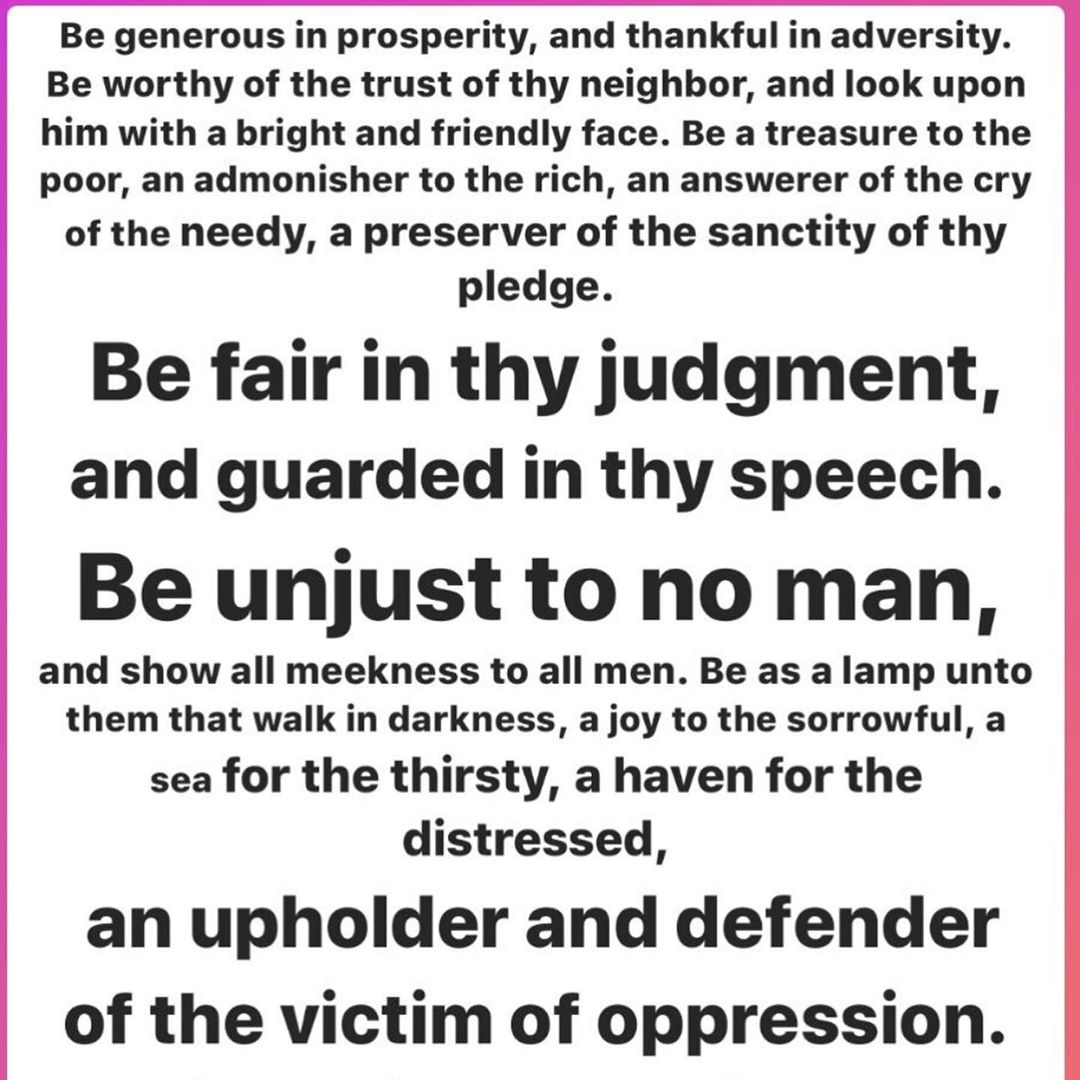 Be generous in prosperity, and thankful in adversity.
Be worthy of the trust of thy neighbor, and look upon
him with a bright and friendly face. Be a treasure to the
poor, an admonisher to the rich, an answerer of the cry
of the needy, a preserver of the sanctity of thy
pledge.
Be fair in thy judgment,
and guarded in thy speech.
Be unjust to no man,
and show all meekness to all men. Be as a lamp unto
them that walk in darkness, a joy to the sorrowful, a
sea for the thirsty, a haven for the
distressed,
an upholder and defender
of the victim of oppression.